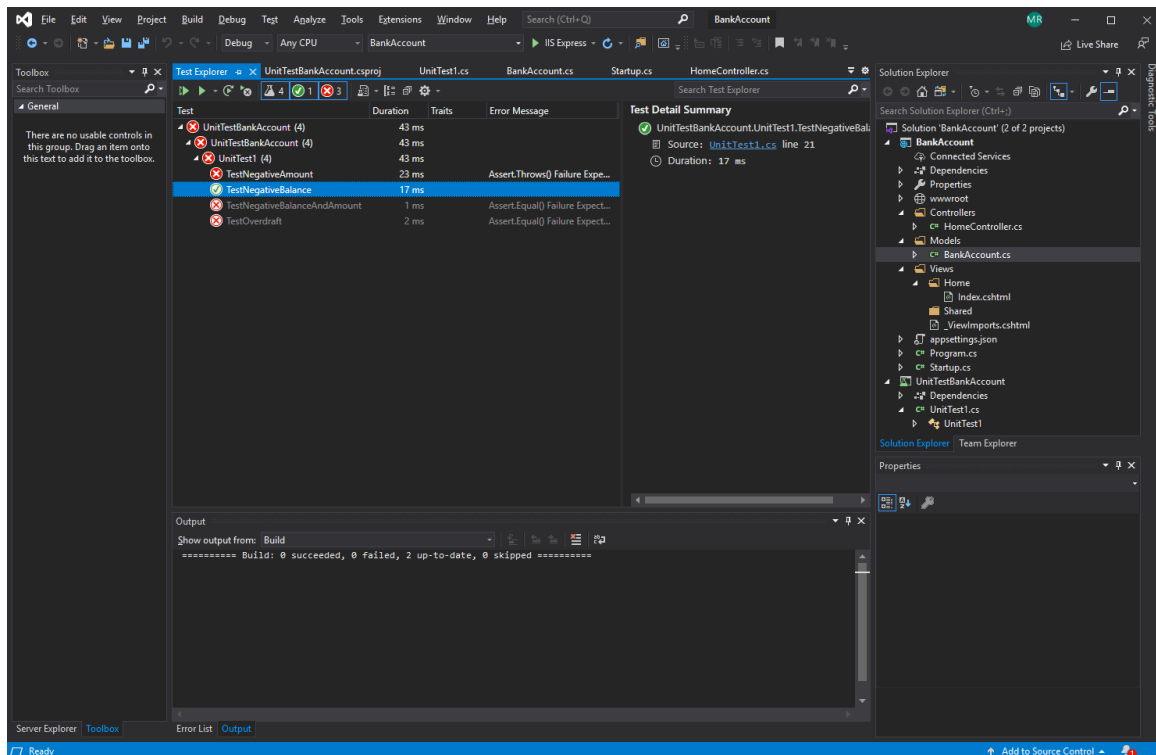 File Edit View Project Build Debug Test Analyze Tools Extensions Window Help Search (Ctrl+Q) BankAccount MR
Debug Any CPU BankAccount IIS Express Live Share
Toolbox
Search Toolbox
General
There are no usable controls in
this group. Drag an item onto
this text to add it to the toolbox.
Server Explorer Toolbox
Test Explorer UnitTestBankAccount.csproj UnitTest1.cs BankAccount.cs Startup.cs HomeController.cs
4 1 3 Search Test Explorer
Test Duration Traits Error Message
UnitTestBankAccount (4) 43 ms
UnitTestBankAccount (4) 43 ms
UnitTest1 (4) 43 ms
TestNegativeAmount 23 ms Assert.Throws() Failure Expe...
TestNegativeBalance 17 ms
TestNegativeBalanceAndAmount 1 ms Assert.Equal() Failure Expect...
TestOverdraft 2 ms Assert.Equal() Failure Expect...
Test Detail Summary
UnitTestBankAccount.UnitTest1.TestNegativeBal
Source: UnitTest1.cs line 21
Duration: 17 ms
Output
Show output from: Build
========== Build: 0 succeeded, 0 failed, 2 up-to-date, 0 skipped ==========
Error List Output
Solution Explorer
Search Solution Explorer (Ctrl+;)
Solution 'BankAccount' (2 of 2 projects)
BankAccount
Connected Services
Dependencies
Properties
wwwroot
Controllers
C# HomeController.cs
Models
C# BankAccount.cs
Views
Home
Index.cshtml
Shared
_ViewImports.cshtml
appsettings.json
C# Program.cs
C# Startup.cs
UnitTestBankAccount
Dependencies
C# UnitTest1.cs
UnitTest1
Solution Explorer Team Explorer
Properties
Diagnostic Tools
Ready Add to Source Control